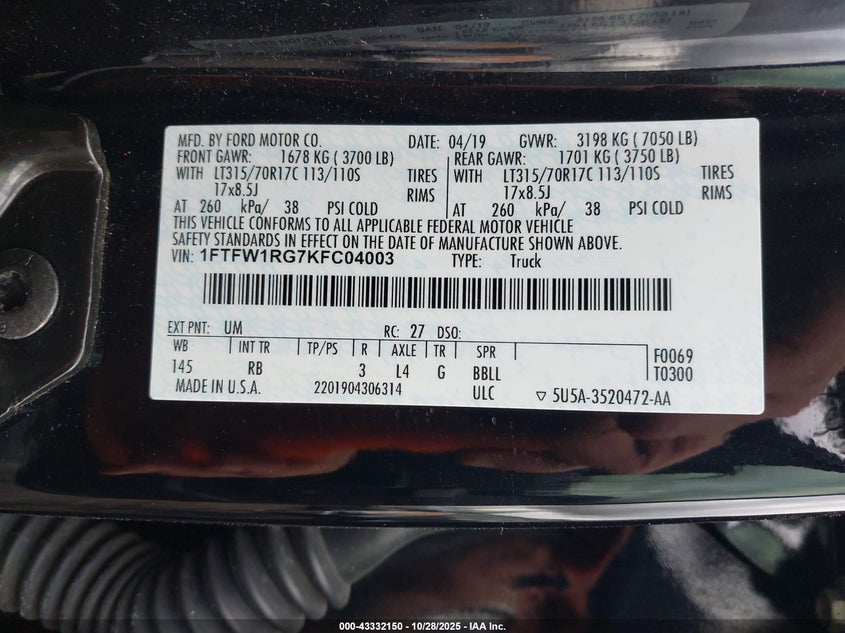 MFD. BY FORD MOTOR CO. DATE: 04/19 GVWR: 3198 KG ( 7050 LB)
FRONT GAWR: 1678 KG ( 3700 LB) REAR GAWR: 1701 KG ( 3750 LB)
WITH LT315/70R17C 113/110S TIRES WITH LT315/70R17C 113/110S TIRES
17x8.5J RIMS 17x8.5J RIMS
AT 260 kPa/ 38 PSI COLD AT 260 kPa/ 38 PSI COLD
THIS VEHICLE CONFORMS TO ALL APPLICABLE FEDERAL MOTOR VEHICLE
SAFETY STANDARDS IN EFFECT ON THE DATE OF MANUFACTURE SHOWN ABOVE.
VIN: 1FTFW1RG7KFC04003 TYPE: Truck
EXT PNT: UM RC: 27 DSO:
WB INT TR TP/PS R AXLE TR SPR F0069
145 RB 3 L4 G BBLL T0300
MADE IN U.S.A. 2201904306314 ULC ▽ 5U5A-3520472-AA
000-43332150 - 10/28/2025 - IAA Inc.